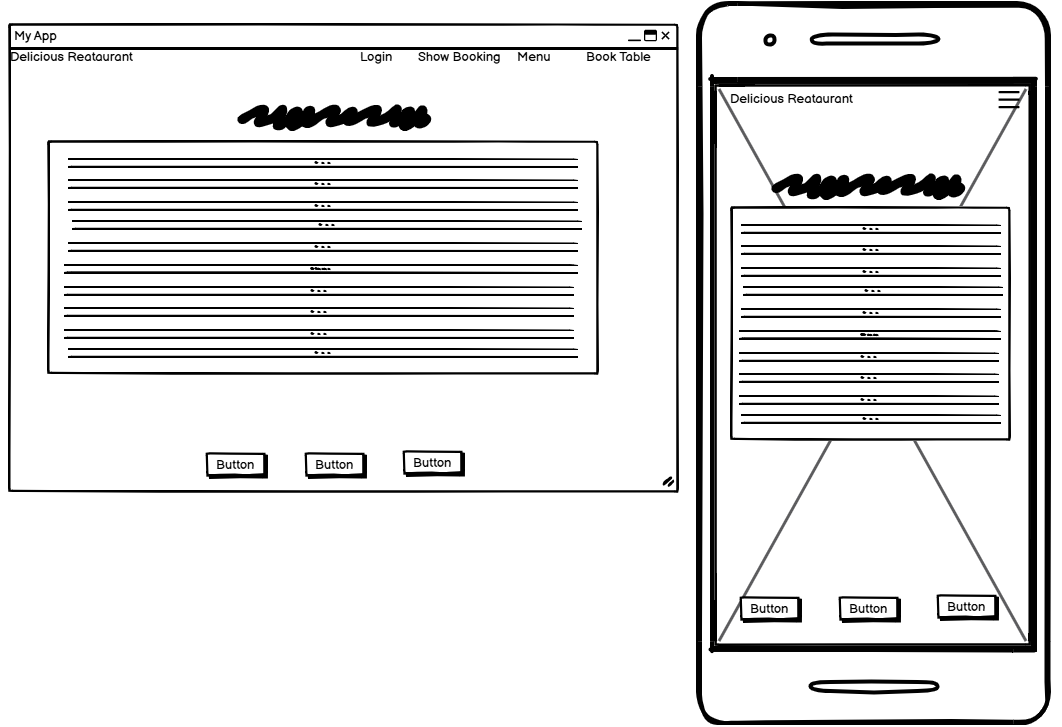 My App
Delicious Reataurant Login Show Booking Menu Book Table
Button Button Button
Delicious Reataurant
Button Button Button